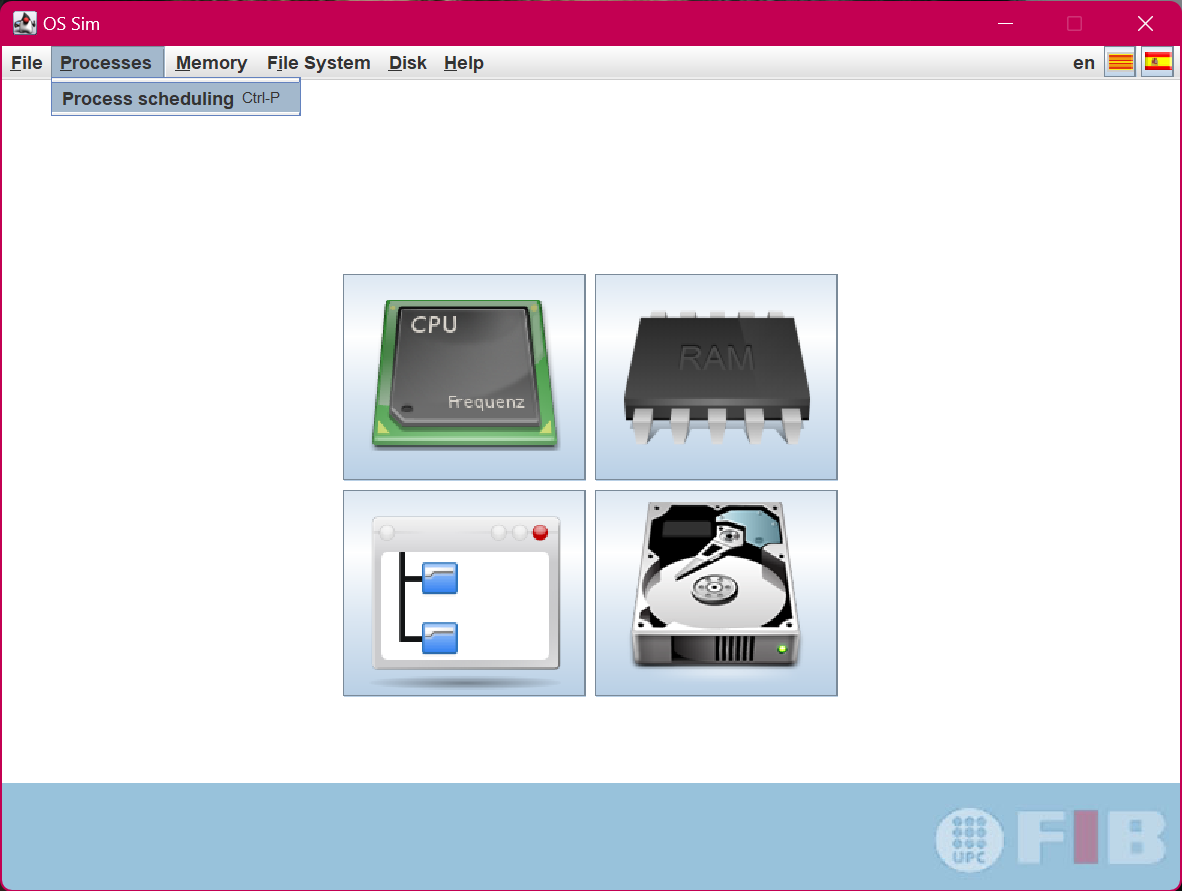 OS Sim
File Processes Memory File System Disk Help en
Process scheduling Ctrl-P
CPU
Frequenz
RAM
UPC
FIB